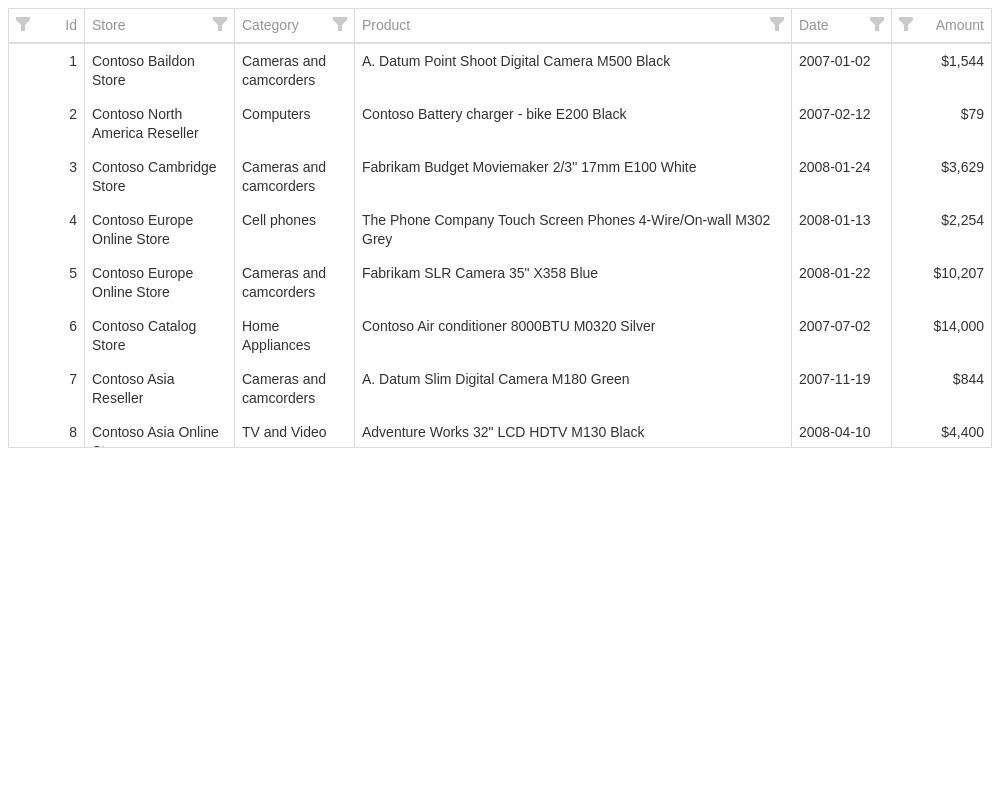 Id Store Category Product Date Amount
1 Contoso Baildon Cameras and A. Datum Point Shoot Digital Camera M500 Black 2007-01-02 $1,544
Store camcorders
2 Contoso North Computers Contoso Battery charger - bike E200 Black 2007-02-12 $79
America Reseller
3 Contoso Cambridge Cameras and Fabrikam Budget Moviemaker 2/3'' 17mm E100 White 2008-01-24 $3,629
Store camcorders
4 Contoso Europe Cell phones The Phone Company Touch Screen Phones 4-Wire/On-wall M302 2008-01-13 $2,254
Online Store Grey
5 Contoso Europe Cameras and Fabrikam SLR Camera 35" X358 Blue 2008-01-22 $10,207
Online Store camcorders
6 Contoso Catalog Home Contoso Air conditioner 8000BTU M0320 Silver 2007-07-02 $14,000
Store Appliances
7 Contoso Asia Cameras and A. Datum Slim Digital Camera M180 Green 2007-11-19 $844
Reseller camcorders
8 Contoso Asia Online TV and Video Adventure Works 32" LCD HDTV M130 Black 2008-04-10 $4,400